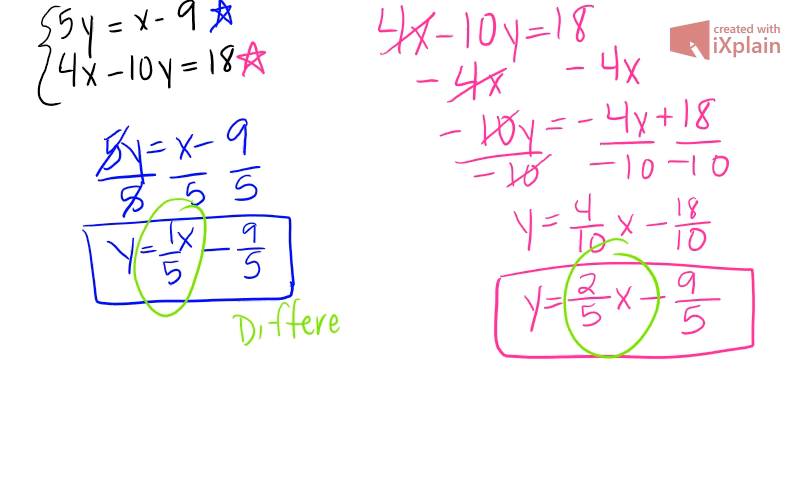 5y = x - 9
4x - 10y = 18
5y = x - 9
5 5 5
y = 1x/5 - 9/5
Differe
4x - 10y = 18
- 4x - 4x
- 10y = - 4x + 18
-10 -10 -10
y = 4/10 x - 18/10
y = 2/5 x - 9/5
created with
iXplain